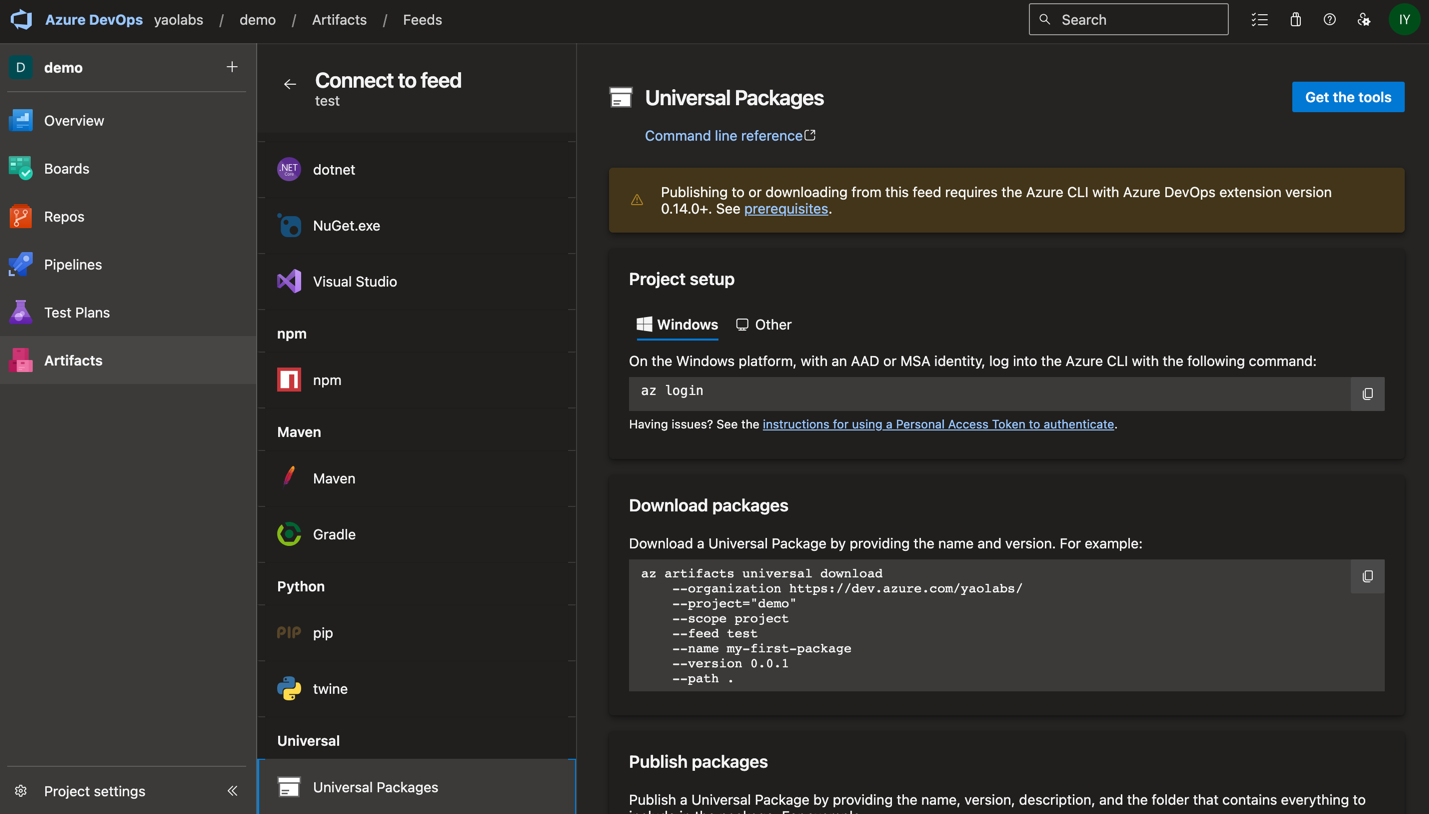 Azure DevOps yaolabs / demo / Artifacts / Feeds
Search
IY
D demo
Overview
Boards
Repos
Pipelines
Test Plans
Artifacts
Project settings
Connect to feed
test
.NET
Core
dotnet
NuGet.exe
Visual Studio
npm
npm
Maven
Maven
Gradle
Python
PIP pip
twine
Universal
Universal Packages
Universal Packages
Get the tools
Command line reference
Publishing to or downloading from this feed requires the Azure CLI with Azure DevOps extension version
0.14.0+. See prerequisites.
Project setup
Windows Other
On the Windows platform, with an AAD or MSA identity, log into the Azure CLI with the following command:
az login
Having issues? See the instructions for using a Personal Access Token to authenticate.
Download packages
Download a Universal Package by providing the name and version. For example:
az artifacts universal download
--organization https://dev.azure.com/yaolabs/
--project="demo"
--scope project
--feed test
--name my-first-package
--version 0.0.1
--path .
Publish packages
Publish a Universal Package by providing the name, version, description, and the folder that contains everything to